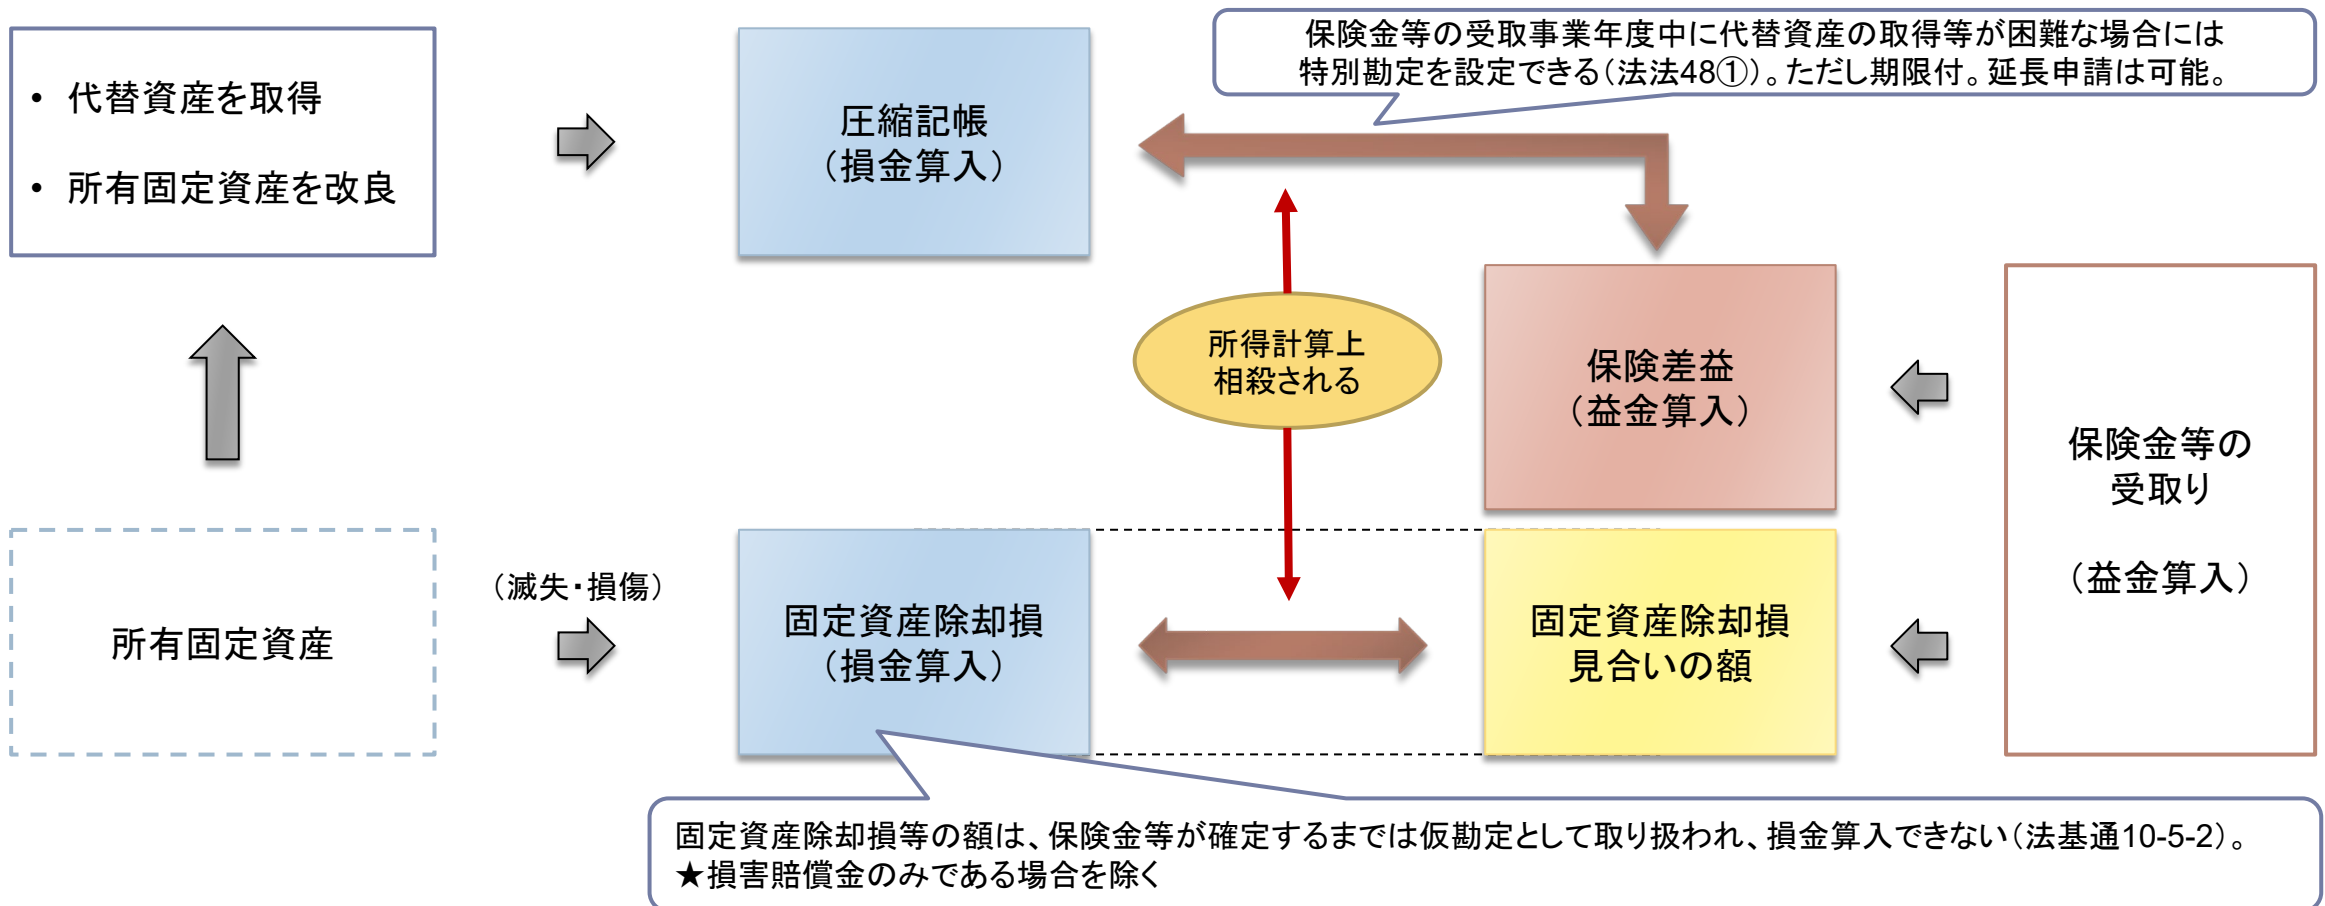 • 代替資産を取得
• 所有固定資産を改良
圧縮記帳
（損金算入）
保険金等の受取事業年度中に代替資産の取得等が困難な場合には
特別勘定を設定できる（法法48①）。ただし期限付。延長申請は可能。
所得計算上
相殺される
保険差益
（益金算入）
保険金等の
受取り
（益金算入）
所有固定資産
（滅失・損傷）
固定資産除却損
（損金算入）
固定資産除却損
見合いの額
固定資産除却損等の額は、保険金等が確定するまでは仮勘定として取り扱われ、損金算入できない（法基通10-5-2）。
★損害賠償金のみである場合を除く